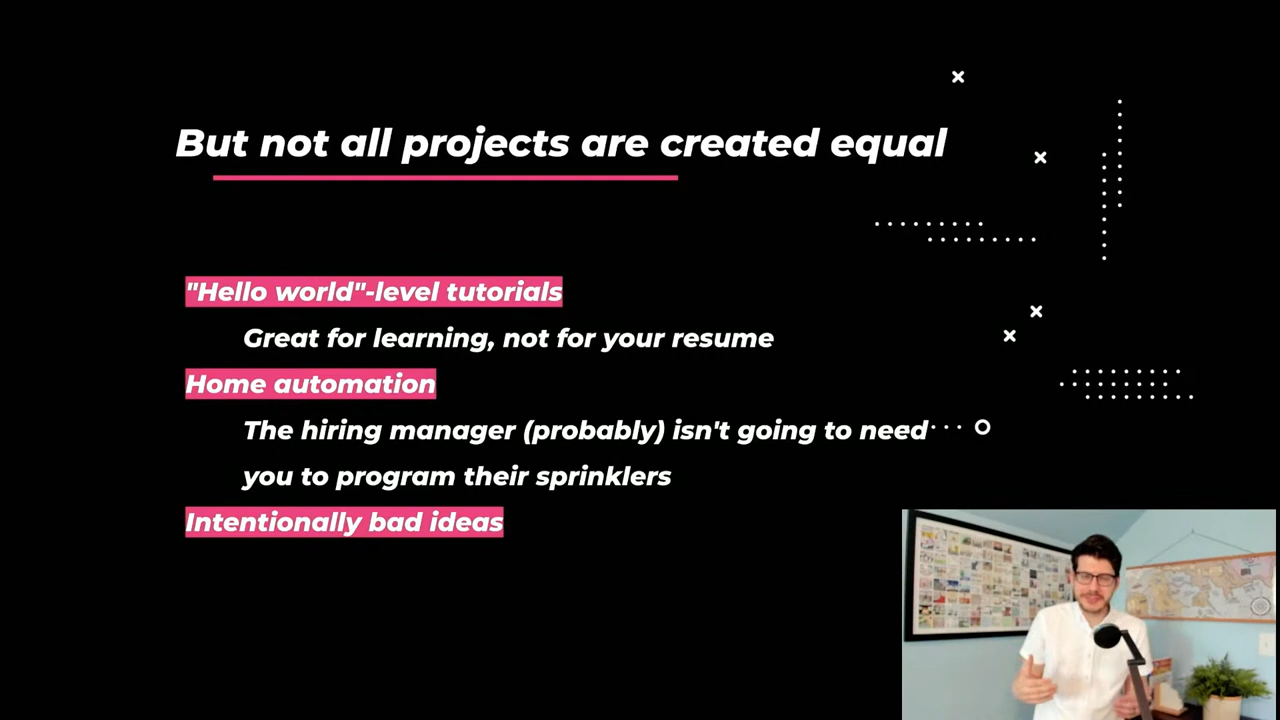 But not all projects are created equal
"Hello world"-level tutorials
Great for learning, not for your resume
Home automation
The hiring manager (probably) isn't going to need
you to program their sprinklers
Intentionally bad ideas